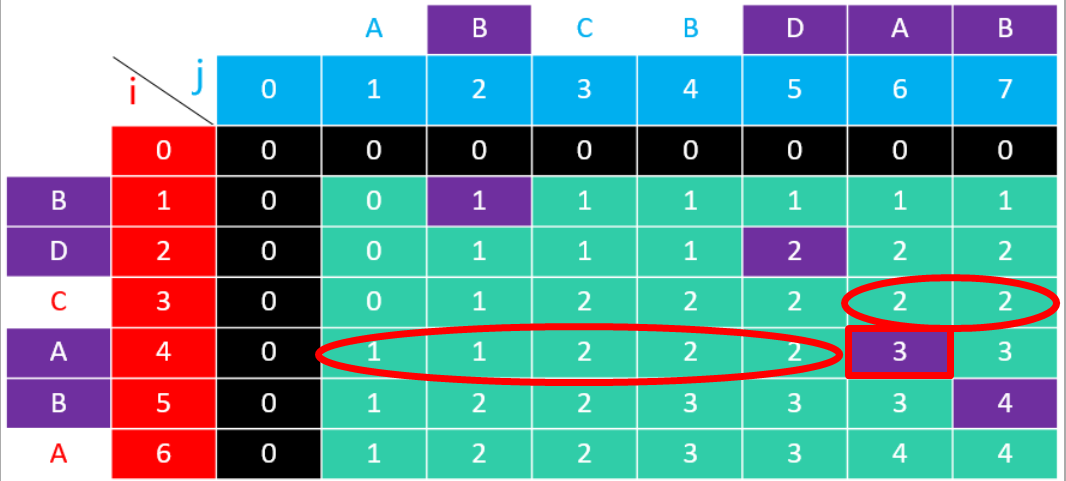 A B C B D A B
i j 0 1 2 3 4 5 6 7
0 0 0 0 0 0 0 0 0
B 1 0 0 1 1 1 1 1 1
D 2 0 0 1 1 1 2 2 2
C 3 0 0 1 2 2 2 2 2
A 4 0 1 1 2 2 2 3 3
B 5 0 1 2 2 3 3 3 4
A 6 0 1 2 2 3 3 4 4